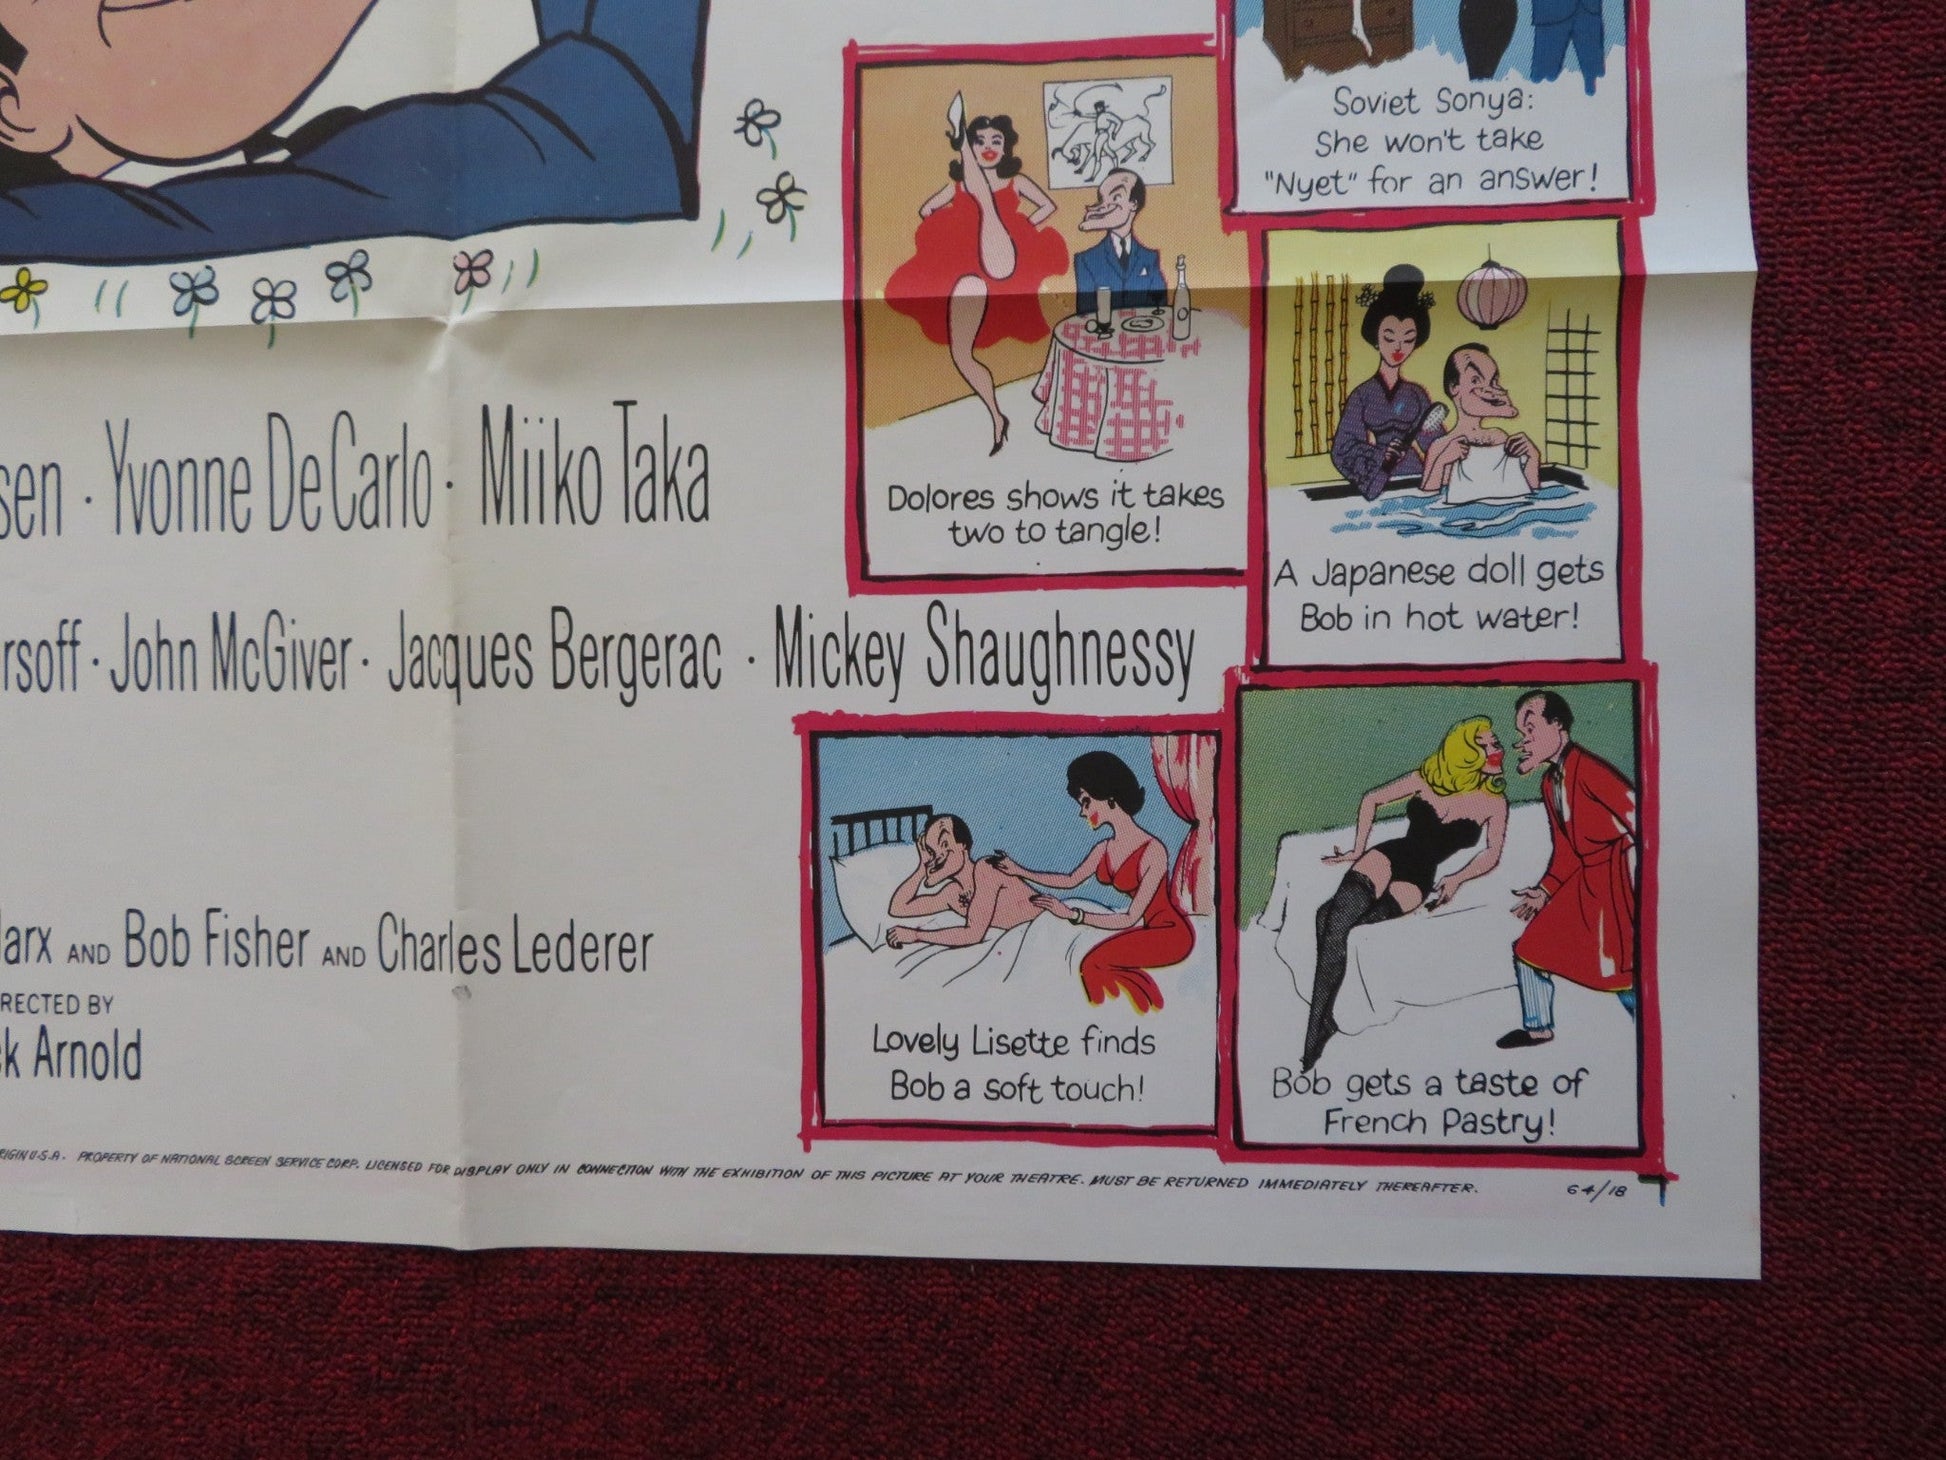 Soviet Sonya:
She won't take
"Nyet" for an answer!
Dolores shows it takes
two to tangle!
A Japanese doll gets
Bob in hot water!
sen · Yvonne De Carlo · Miiko Taka
rsoff · John McGiver · Jacques Bergerac · Mickey Shaughnessy
Lovely Lisette finds
Bob a soft touch!
Bob gets a taste of
French Pastry!
arx AND Bob Fisher AND Charles Lederer
RECTED BY
k Arnold
RIGIN U.S.A. PROPERTY OF NATIONAL SCREEN SERVICE CORP. LICENSED FOR DISPLAY ONLY IN CONNECTION WITH THE EXHIBITION OF THIS PICTURE AT YOUR THEATRE. MUST BE RETURNED IMMEDIATELY THEREAFTER. 64/18